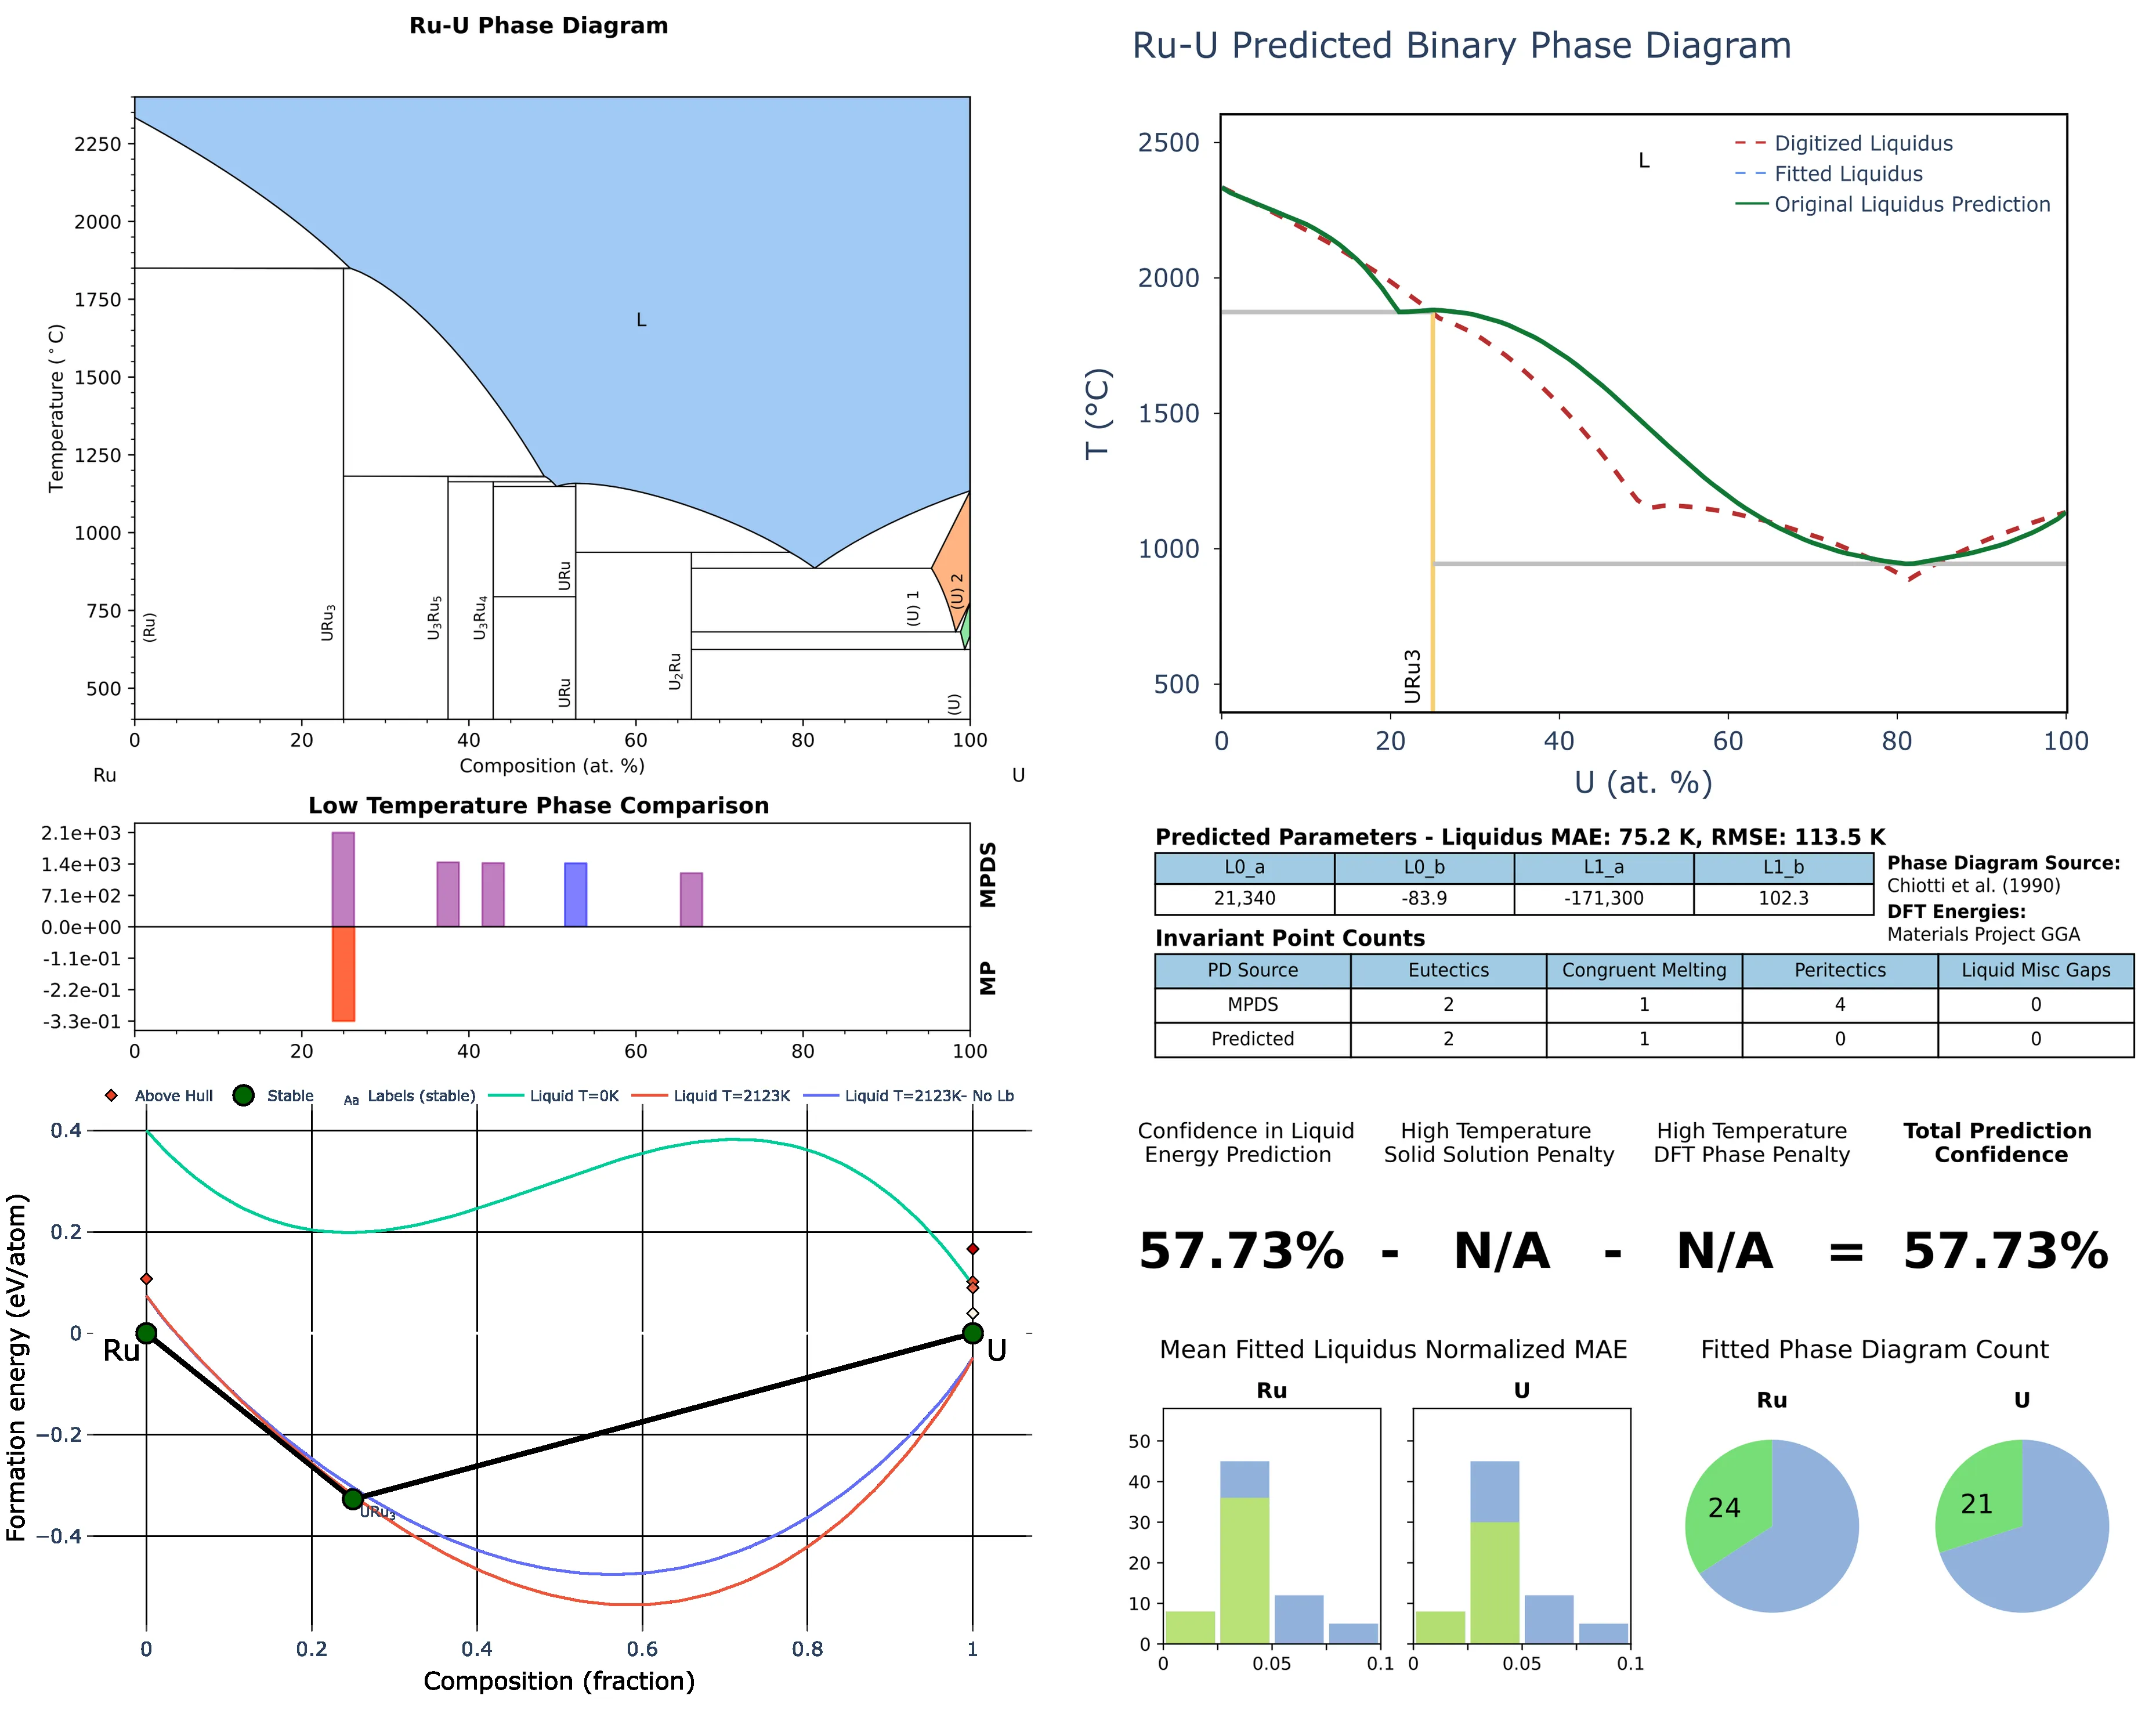 Ru-U Phase Diagram
2250
2000
1750
1500
1250
1000
750
500
Temperature (°C)
L
(Ru)
URu3
U3Ru5
U3Ru4
URu
URu
U2Ru
(U) 1
(U) 2
(U)
0 20 40 60 80 100
Composition (at. %)
Ru U
Low Temperature Phase Comparison
2.1e+03
1.4e+03
7.1e+02
0.0e+00
-1.1e-01
-2.2e-01
-3.3e-01
MPDS
MP
0 20 40 60 80 100
Above Hull Stable Aa Labels (stable) Liquid T=0K Liquid T=2123K Liquid T=2123K- No Lb
0.4
0.2
0
−0.2
−0.4
Formation energy (eV/atom)
Ru
U
URu3
0 0.2 0.4 0.6 0.8 1
Composition (fraction)
Ru-U Predicted Binary Phase Diagram
2500
2000
1500
1000
500
T (°C)
L
Digitized Liquidus
Fitted Liquidus
Original Liquidus Prediction
URu3
0 20 40 60 80 100
U (at. %)
Predicted Parameters - Liquidus MAE: 75.2 K, RMSE: 113.5 K
L0_a L0_b L1_a L1_b
21,340 -83.9 -171,300 102.3
Phase Diagram Source:
Chiotti et al. (1990)
DFT Energies:
Materials Project GGA
Invariant Point Counts
PD Source Eutectics Congruent Melting Peritectics Liquid Misc Gaps
MPDS 2 1 4 0
Predicted 2 1 0 0
Confidence in Liquid High Temperature High Temperature Total Prediction
Energy Prediction Solid Solution Penalty DFT Phase Penalty Confidence
57.73% - N/A - N/A = 57.73%
Mean Fitted Liquidus Normalized MAE
Ru U
50
40
30
20
10
0
0 0.05 0.1 0 0.05 0.1
Fitted Phase Diagram Count
Ru U
24 21